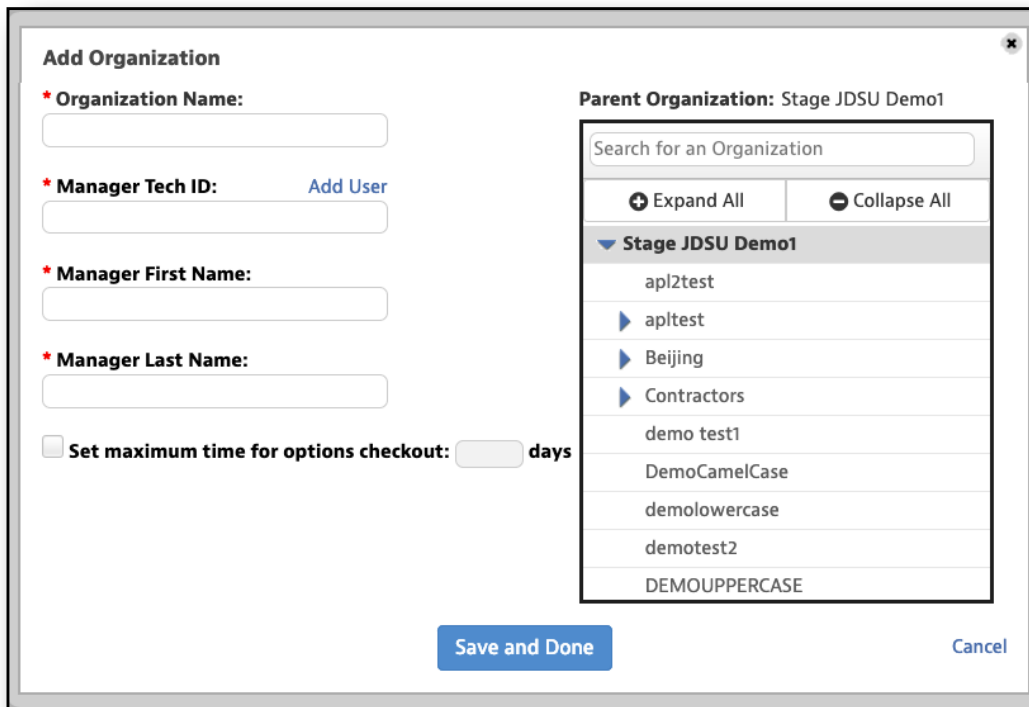 Add Organization
* Organization Name:
* Manager Tech ID: Add User
* Manager First Name:
* Manager Last Name:
Set maximum time for options checkout: days
Parent Organization: Stage JDSU Demo1
Search for an Organization
Expand All Collapse All
Stage JDSU Demo1
apl2test
apltest
Beijing
Contractors
demo test1
DemoCamelCase
demolowercase
demotest2
DEMOUPPERCASE
Save and Done Cancel